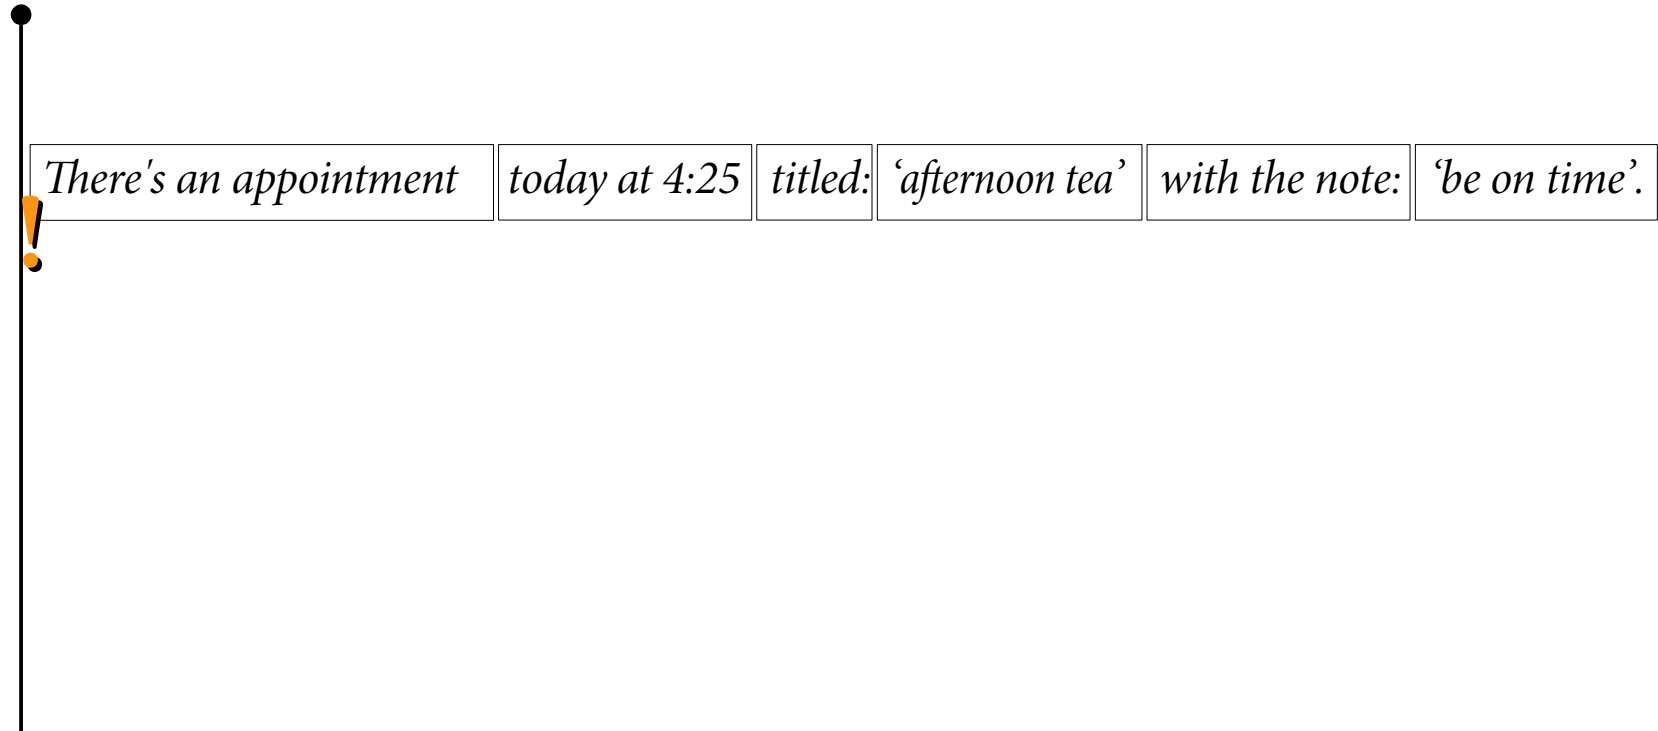 There's an appointment today at 4:25 titled: ‘afternoon tea’ with the note: ‘be on time’.
!